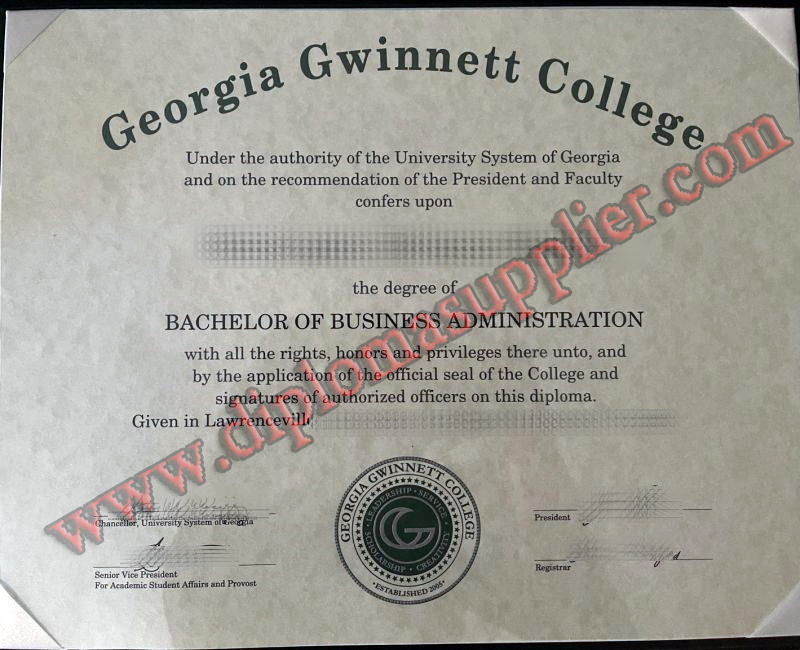 Georgia Gwinnett College
Under the authority of the University System of Georgia
and on the recommendation of the President and Faculty
confers upon
the degree of
BACHELOR OF BUSINESS ADMINISTRATION
with all the rights, honors and privileges there unto, and
by the application of the official seal of the College and
signatures of authorized officers on this diploma.
Given in Lawrenceville
www.diplomasupplier.com
Chancellor, University System of Georgia
Senior Vice President
For Academic Student Affairs and Provost
GEORGIA GWINNETT COLLEGE
LEADERSHIP • SERVICE
SCHOLARSHIP • CREATIVITY
• ESTABLISHED 2005 •
President
Registrar